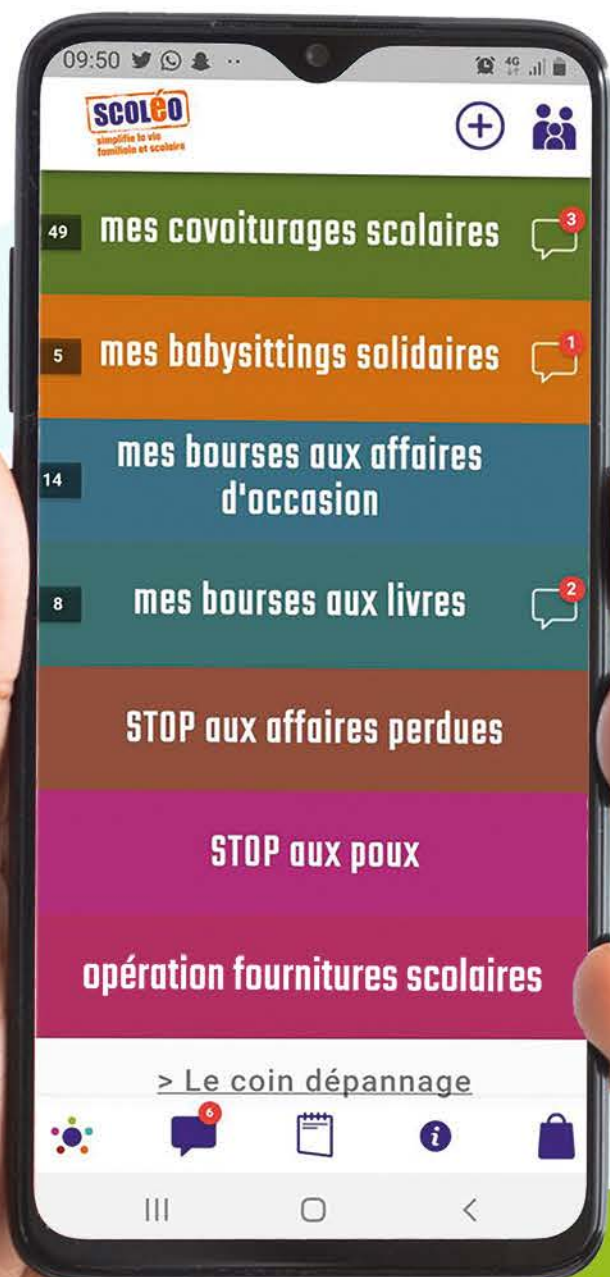 09:50
4G
SCOLéO
simplifie la vie
familiale et scolaire
49
mes covoiturages scolaires
3
5
mes babysittings solidaires
1
14
mes bourses aux affaires
d'occasion
8
mes bourses aux livres
2
STOP aux affaires perdues
STOP aux poux
opération fournitures scolaires
> Le coin dépannage
6
i